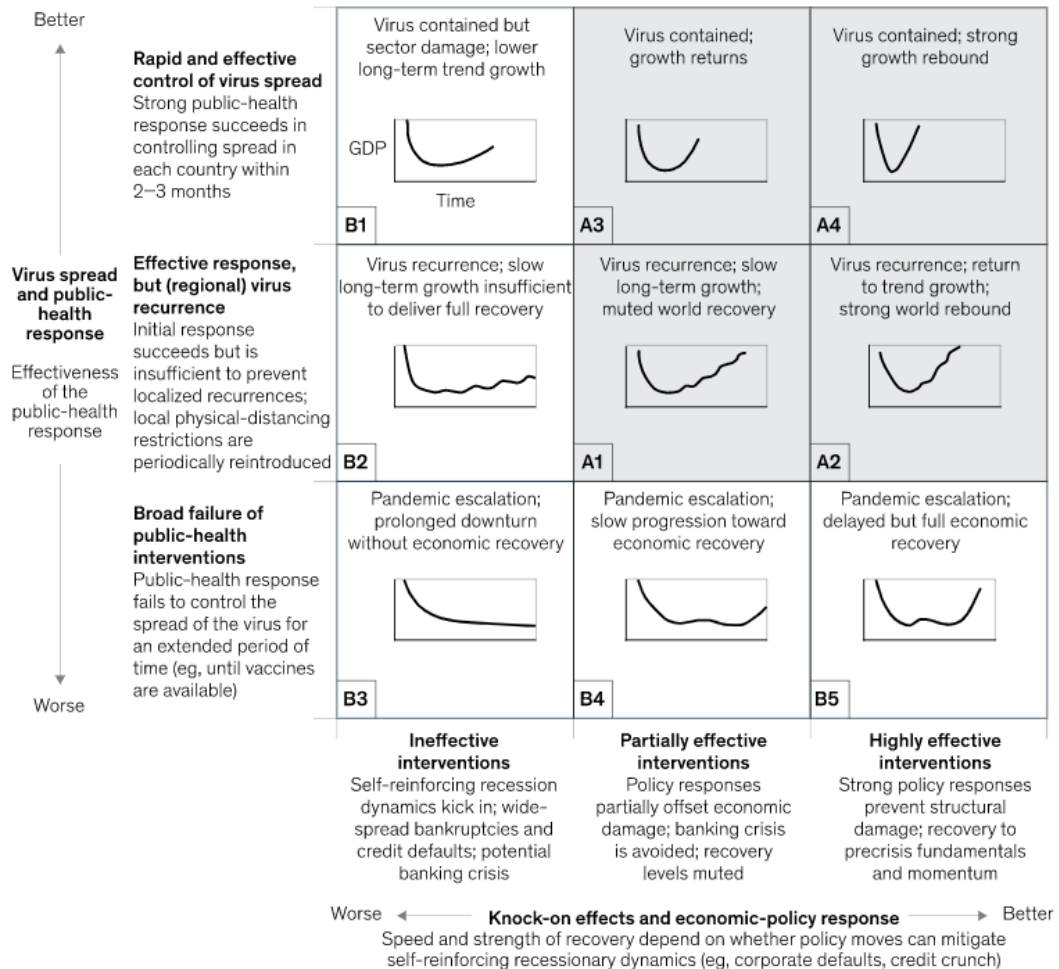 Better
Rapid and effective
control of virus spread
Strong public-health
response succeeds in
controlling spread in
each country within
2–3 months
Virus contained but
sector damage; lower
long-term trend growth
GDP
Time
B1
Virus contained;
growth returns
A3
Virus contained; strong
growth rebound
A4
Virus spread
and public-
health
response
Effectiveness
of the
public-health
response
Effective response,
but (regional) virus
recurrence
Initial response
succeeds but is
insufficient to prevent
localized recurrences;
local physical-distancing
restrictions are
periodically reintroduced
Virus recurrence; slow
long-term growth insufficient
to deliver full recovery
B2
Virus recurrence; slow
long-term growth;
muted world recovery
A1
Virus recurrence; return
to trend growth;
strong world rebound
A2
Broad failure of
public-health
interventions
Public-health response
fails to control the
spread of the virus for
an extended period of
time (eg, until vaccines
are available)
Worse
Pandemic escalation;
prolonged downturn
without economic recovery
B3
Pandemic escalation;
slow progression toward
economic recovery
B4
Pandemic escalation;
delayed but full economic
recovery
B5
Ineffective
interventions
Self-reinforcing recession
dynamics kick in; wide-
spread bankruptcies and
credit defaults; potential
banking crisis
Partially effective
interventions
Policy responses
partially offset economic
damage; banking crisis
is avoided; recovery
levels muted
Highly effective
interventions
Strong policy responses
prevent structural
damage; recovery to
precrisis fundamentals
and momentum
Worse Knock-on effects and economic-policy response Better
Speed and strength of recovery depend on whether policy moves can mitigate
self-reinforcing recessionary dynamics (eg, corporate defaults, credit crunch)